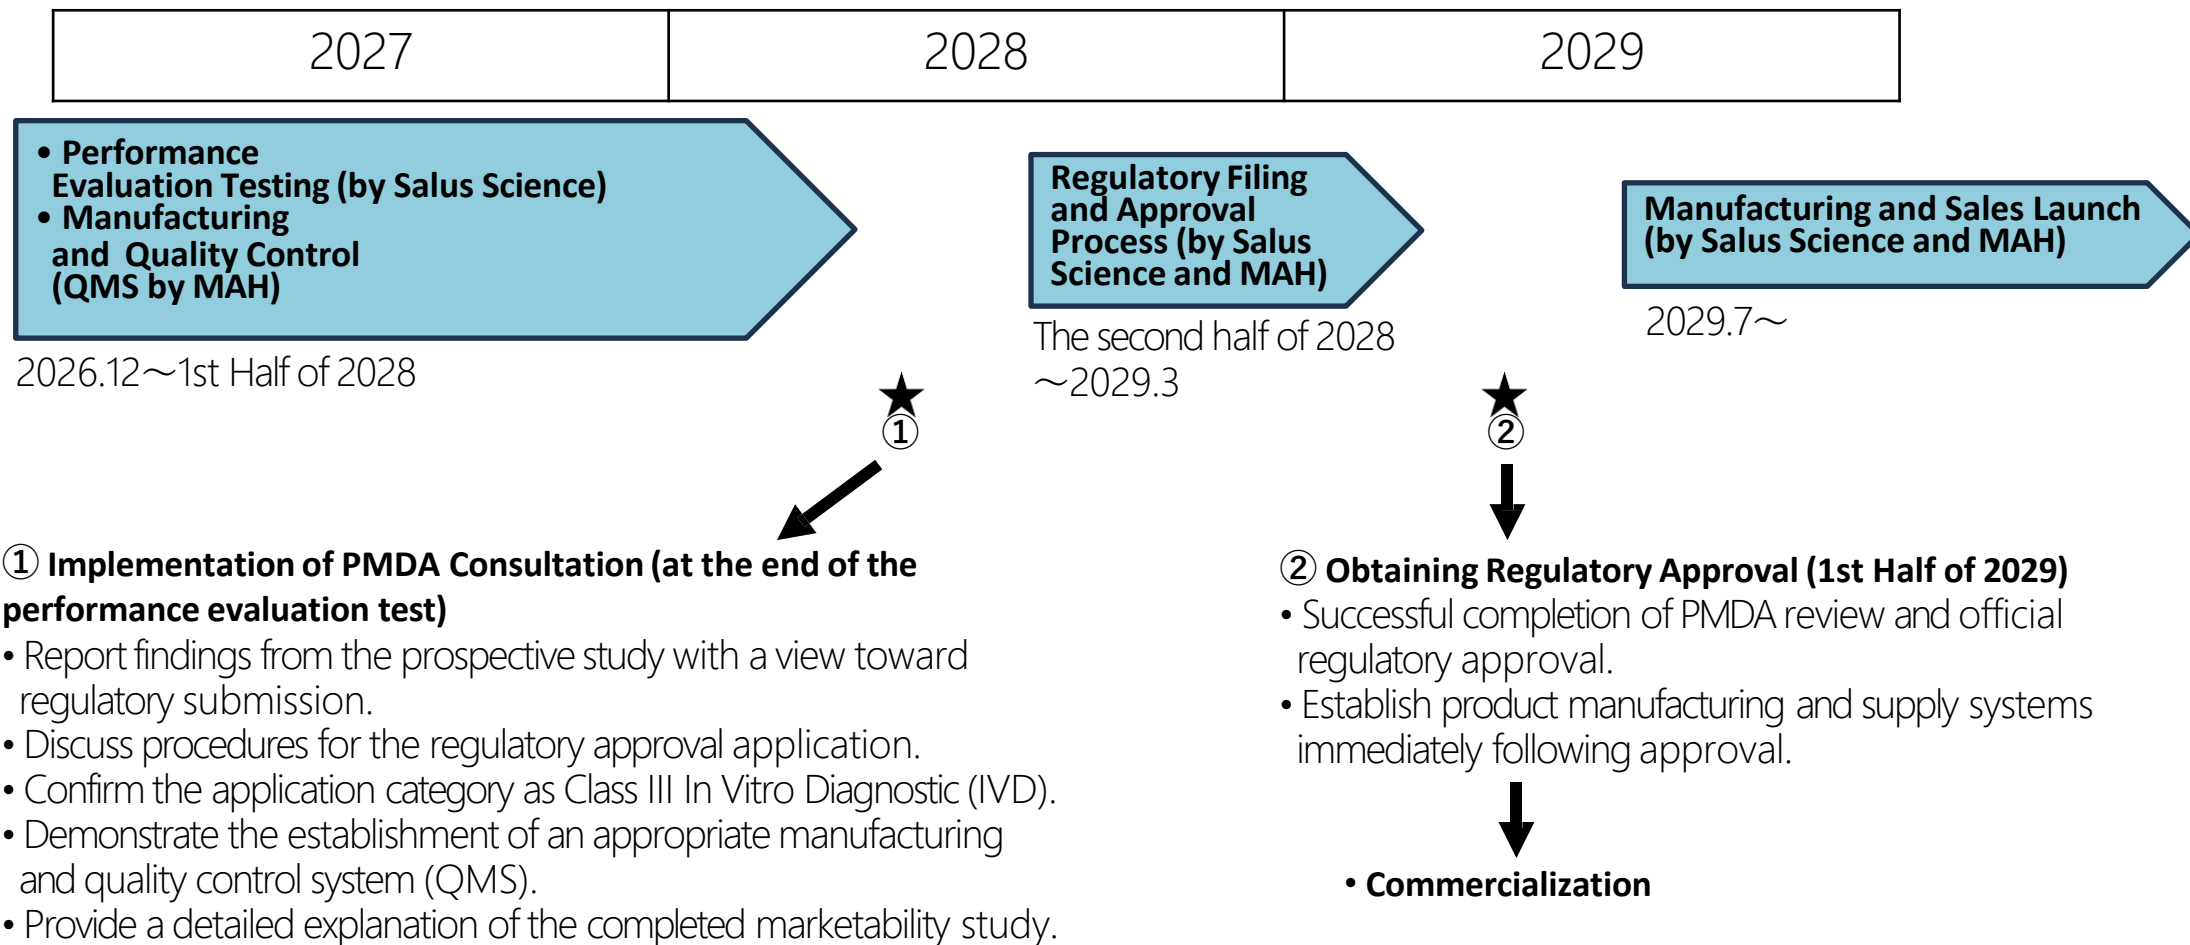 2027
2028
2029
• Performance
Evaluation Testing (by Salus Science)
• Manufacturing
and Quality Control
(QMS by MAH)
2026.12～1st Half of 2028
Regulatory Filing
and Approval
Process (by Salus
Science and MAH)
The second half of 2028
～2029.3
Manufacturing and Sales Launch
(by Salus Science and MAH)
2029.7～
★
①
★
②
① Implementation of PMDA Consultation (at the end of the
performance evaluation test)
• Report findings from the prospective study with a view toward
regulatory submission.
• Discuss procedures for the regulatory approval application.
• Confirm the application category as Class III In Vitro Diagnostic (IVD).
• Demonstrate the establishment of an appropriate manufacturing
and quality control system (QMS).
• Provide a detailed explanation of the completed marketability study.
② Obtaining Regulatory Approval (1st Half of 2029)
• Successful completion of PMDA review and official
regulatory approval.
• Establish product manufacturing and supply systems
immediately following approval.
• Commercialization